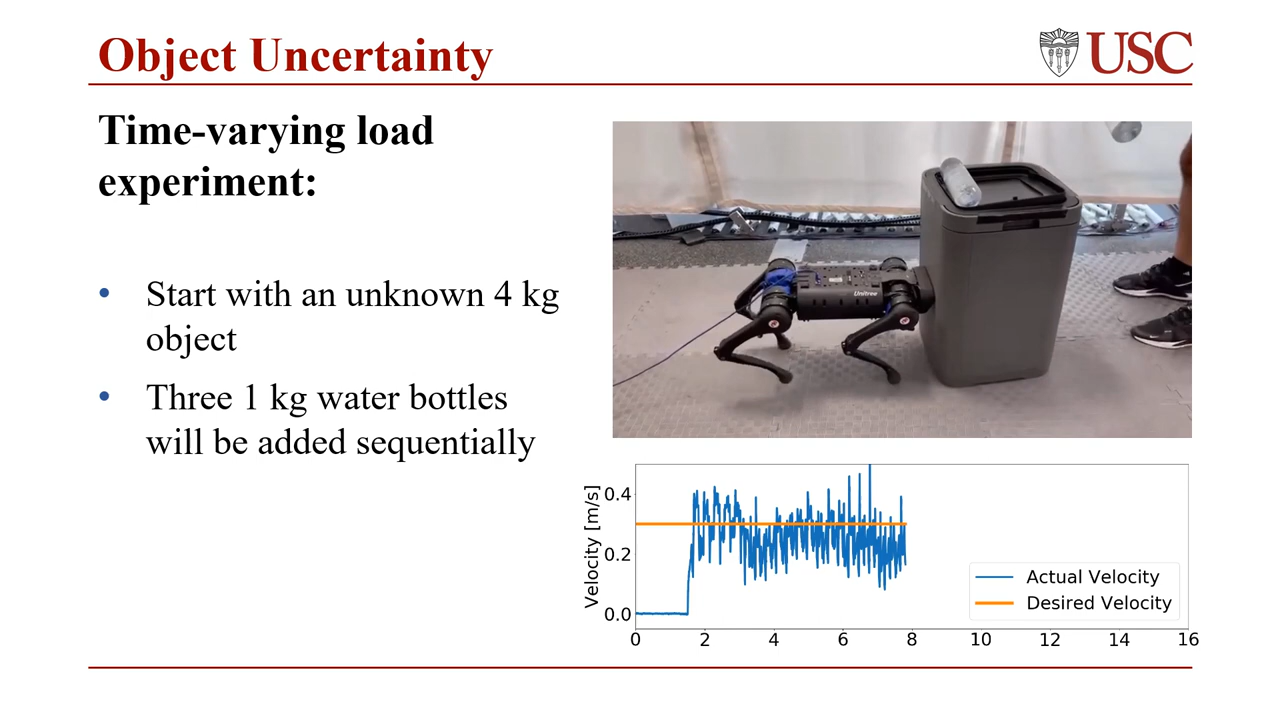 Object Uncertainty
USC
Time-varying load
experiment:
• Start with an unknown 4 kg
object
• Three 1 kg water bottles
will be added sequentially
Unitree
Velocity [m/s]
0.4
0.2
0.0
Actual Velocity
Desired Velocity
0 2 4 6 8 10 12 14 16